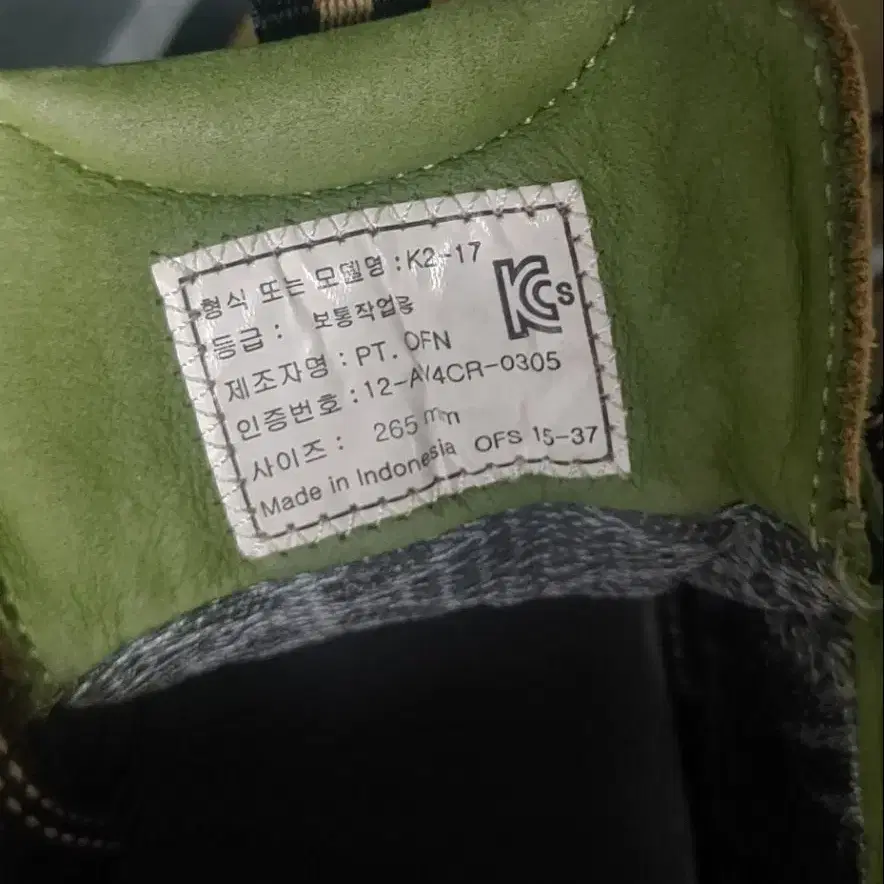 형식 또는 모델명 : K2-17
등급 : 보통작업용
제조자명 : PT. OFN
인증번호 : 12-AV4CR-0305
사이즈 : 265 mm
Made in Indonesia OFS 15-37
KCs